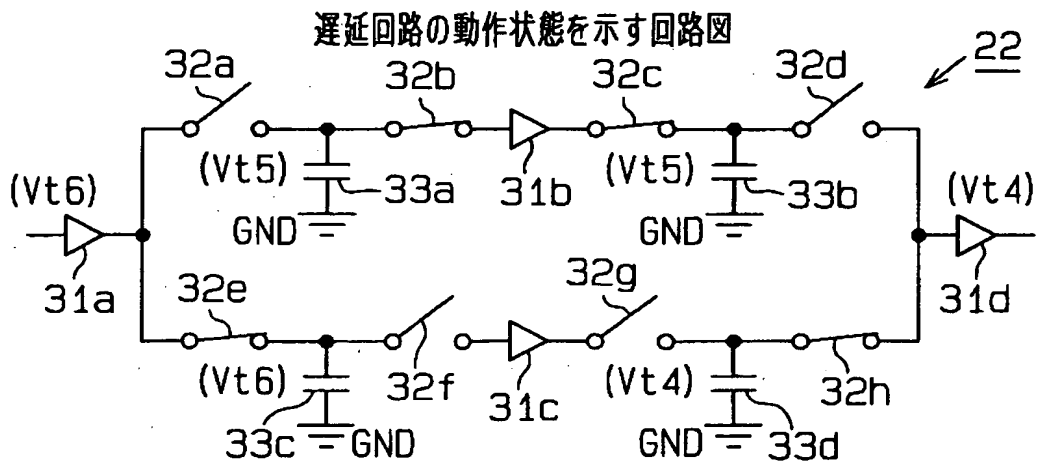 遅延回路の動作状態を示す回路図
22
32a
32b
32c
32d
(Vt5)
33a
31b
(Vt5)
33b
(Vt6)
(Vt4)
GND
GND
31a
31d
32e
32g
(Vt6)
32f
31c
(Vt4)
32h
33c
GND
GND
33d